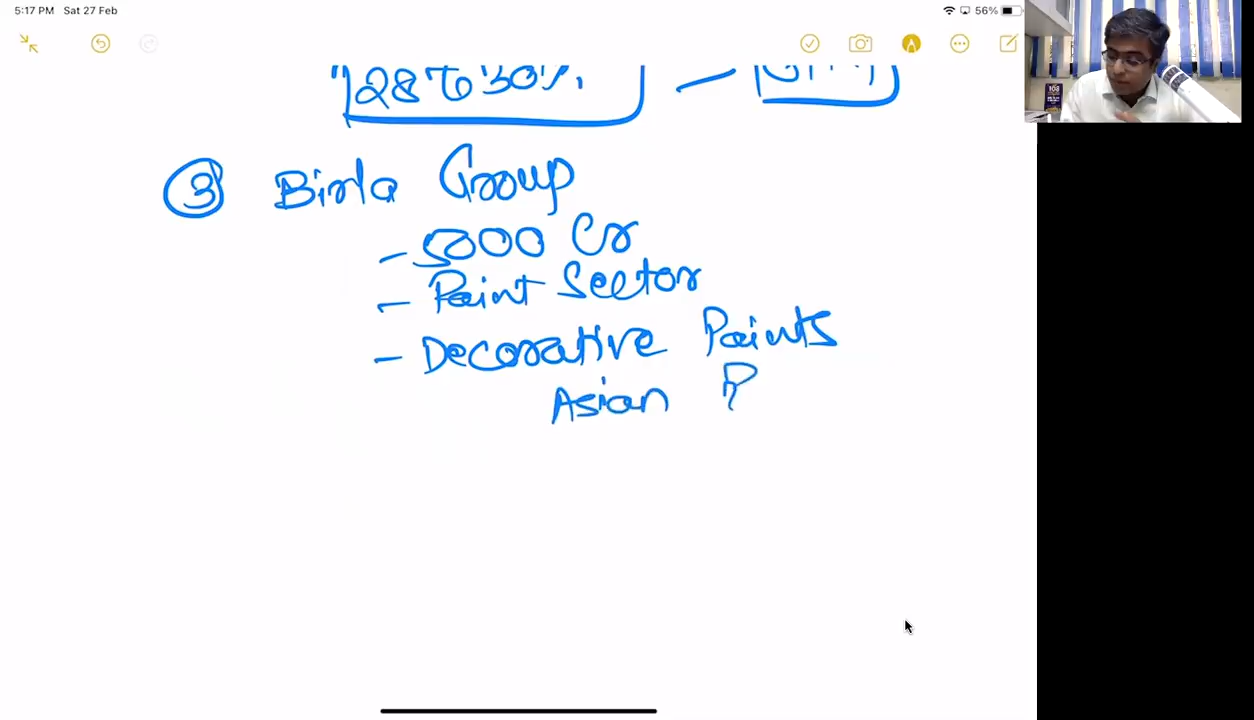 5:17 PM Sat 27 Feb 56%
28 to 30%
③ Birla Group
- 5000 Cr
- Paint Sector
- Decorative Paints
Asian P
108